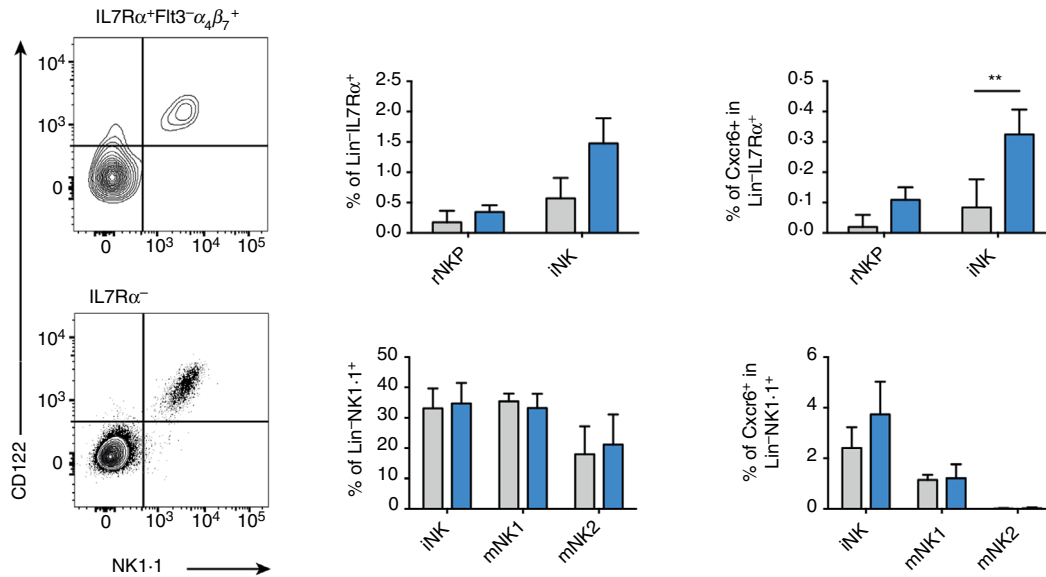 IL7Rα⁺Flt3⁻α₄β₇⁺
10⁴
10³
0
0 10³ 10⁴ 10⁵
IL7Rα⁻
10⁴
10³
0
0 10³ 10⁴ 10⁵
CD122
NK1·1
% of Lin⁻IL7Rα⁺
2·5
2·0
1·5
1·0
0·5
0·0
rNKP iNK
% of Cxcr6+ in
Lin⁻IL7Rα⁺
0·5
0·4
0·3
0·2
0·1
0·0
**
rNKP iNK
% of Lin⁻NK1·1⁺
50
40
30
20
10
0
iNK mNK1 mNK2
% of Cxcr6⁺ in
Lin⁻NK1·1⁺
6
4
2
0
iNK mNK1 mNK2